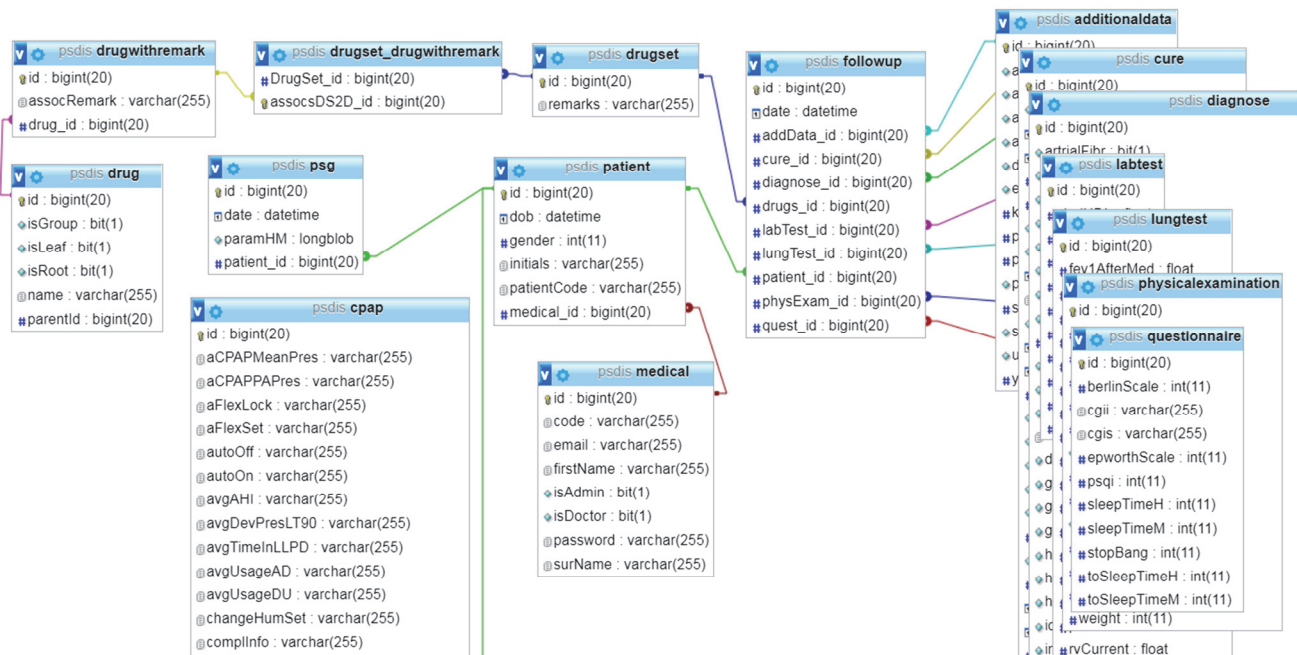 psdis drugwithremark
id : bigint(20)
assocRemark : varchar(255)
drug_id : bigint(20)
psdis drugset_drugwithremark
DrugSet_id : bigint(20)
assocsDS2D_id : bigint(20)
psdis drugset
id : bigint(20)
remarks : varchar(255)
psdis followup
id : bigint(20)
date : datetime
addData_id : bigint(20)
cure_id : bigint(20)
diagnose_id : bigint(20)
drugs_id : bigint(20)
labTest_id : bigint(20)
lungTest_id : bigint(20)
patient_id : bigint(20)
physExam_id : bigint(20)
quest_id : bigint(20)
psdis drug
id : bigint(20)
isGroup : bit(1)
isLeaf : bit(1)
isRoot : bit(1)
name : varchar(255)
parentId : bigint(20)
psdis psg
id : bigint(20)
date : datetime
paramHM : longblob
patient_id : bigint(20)
psdis patient
id : bigint(20)
dob : datetime
gender : int(11)
initials : varchar(255)
patientCode : varchar(255)
medical_id : bigint(20)
psdis cpap
id : bigint(20)
aCPAPMeanPres : varchar(255)
aCPAPPAPres : varchar(255)
aFlexLock : varchar(255)
aFlexSet : varchar(255)
autoOff : varchar(255)
autoOn : varchar(255)
avgAHI : varchar(255)
avgDevPresLT90 : varchar(255)
avgTimeInLLPD : varchar(255)
avgUsageAD : varchar(255)
avgUsageDU : varchar(255)
changeHumSet : varchar(255)
complInfo : varchar(255)
psdis medical
id : bigint(20)
code : varchar(255)
email : varchar(255)
firstName : varchar(255)
isAdmin : bit(1)
isDoctor : bit(1)
password : varchar(255)
surName : varchar(255)
psdis additionaldata
id : bigint(20)
psdis cure
id : bigint(20)
psdis diagnose
id : bigint(20)
artrialFibr : bit(1)
psdis labtest
id : bigint(20)
psdis lungtest
id : bigint(20)
fev1AfterMed : float
psdis physicalexamination
id : bigint(20)
psdis questionnaire
id : bigint(20)
berlinScale : int(11)
cgii : varchar(255)
cgis : varchar(255)
epworthScale : int(11)
psqi : int(11)
sleepTimeH : int(11)
sleepTimeM : int(11)
stopBang : int(11)
toSleepTimeH : int(11)
toSleepTimeM : int(11)
weight : int(11)
rvCurrent : float